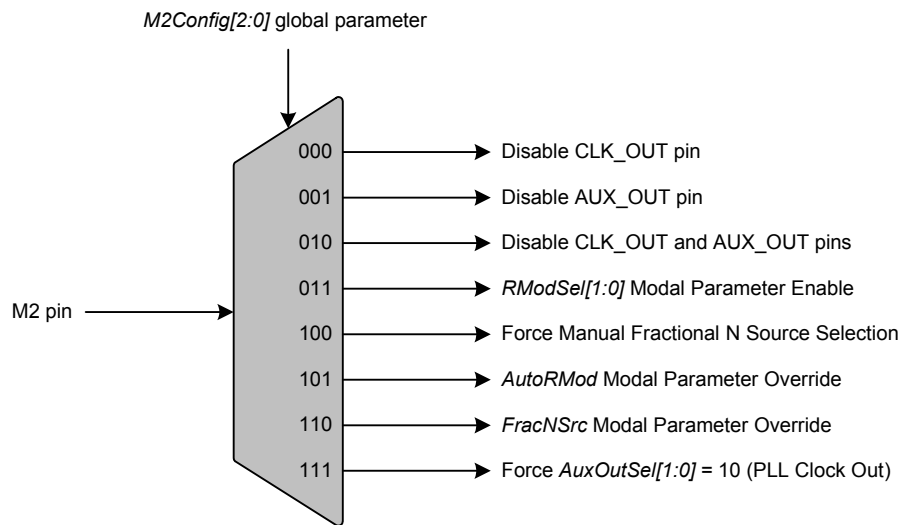 M2Config[2:0] global parameter
000 Disable CLK_OUT pin
001 Disable AUX_OUT pin
010 Disable CLK_OUT and AUX_OUT pins
011 RModSel[1:0] Modal Parameter Enable
M2 pin
100 Force Manual Fractional N Source Selection
101 AutoRMod Modal Parameter Override
110 FracNSrc Modal Parameter Override
111 Force AuxOutSel[1:0] = 10 (PLL Clock Out)